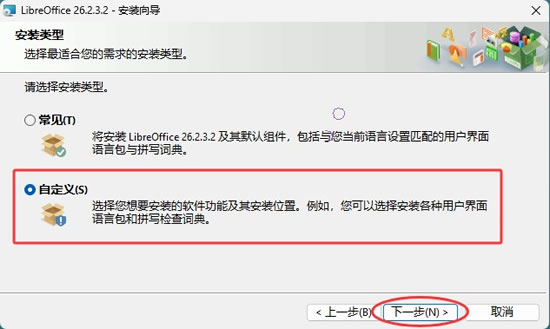 LibreOffice 26.2.3.2 - 安装向导
安装类型
选择最适合您的需求的安装类型。
请选择安装类型。
常见(T)
将安装 LibreOffice 26.2.3.2 及其默认组件，包括与您当前语言设置匹配的用户界面
语言包与拼写词典。
自定义(S)
选择您想要安装的软件功能及其安装位置。例如，您可以选择安装各种用户界面
语言包和拼写检查词典。
< 上一步(B)
下一步(N) >
取消